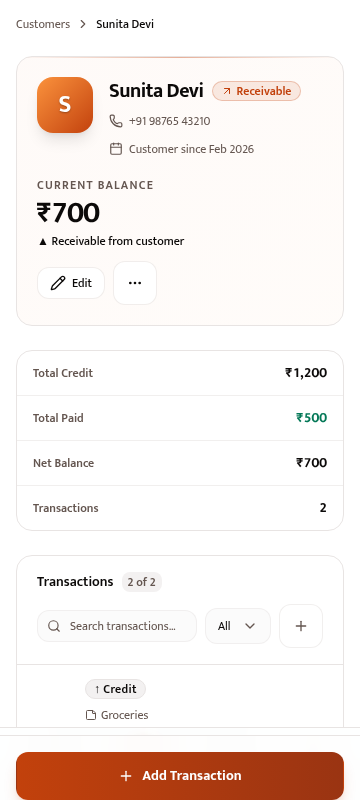 Customers > Sunita Devi
S
Sunita Devi
↗ Receivable
+91 98765 43210
Customer since Feb 2026
CURRENT BALANCE
₹700
▲ Receivable from customer
Edit
...
Total Credit ₹1,200
Total Paid ₹500
Net Balance ₹700
Transactions 2
Transactions 2 of 2
Search transactions...
All
+
↑ Credit
Groceries
+ Add Transaction